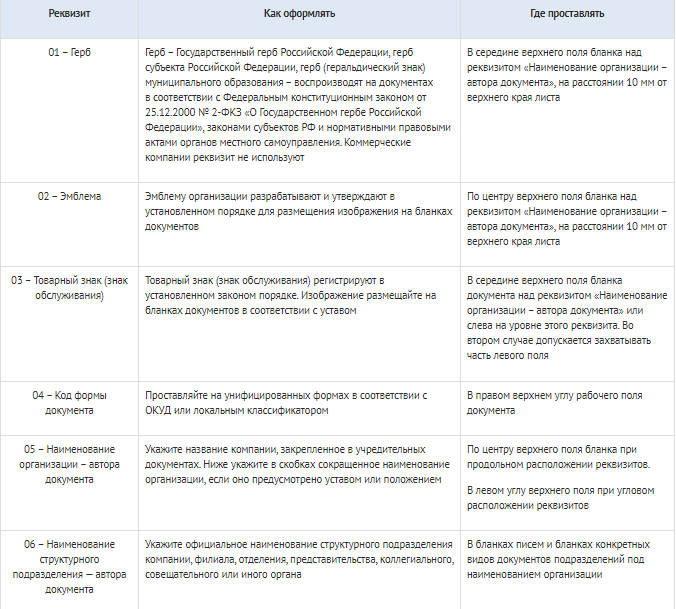 Реквизит
Как оформлять
Где проставлять
01 – Герб
Герб – Государственный герб Российской Федерации, герб
субъекта Российской Федерации, герб (геральдический знак)
муниципального образования – воспроизводят на документах
в соответствии с Федеральным конституционным законом от
25.12.2000 № 2-ФКЗ «О Государственном гербе Российской
Федерации», законами субъектов РФ и нормативными правовыми
актами органов местного самоуправления. Коммерческие
компании реквизит не используют
В середине верхнего поля бланка над
реквизитом «Наименование организации –
автора документа», на расстоянии 10 мм от
верхнего края листа
02 – Эмблема
Эмблему организации разрабатывают и утверждают в
установленном порядке для размещения изображения на бланках
документов
По центру верхнего поля бланка над
реквизитом «Наименование организации –
автора документа», на расстоянии 10 мм от
верхнего края листа
03 – Товарный знак (знак
обслуживания)
Товарный знак (знак обслуживания) регистрируют в
установленном законом порядке. Изображение размещайте на
бланках документов в соответствии с уставом
В середине верхнего поля бланка
документа над реквизитом «Наименование
организации – автора документа» или
слева на уровне этого реквизита. Во
втором случае допускается захватывать
часть левого поля
04 – Код формы
документа
Проставляйте на унифицированных формах в соответствии с
ОКУД или локальным классификатором
В правом верхнем углу рабочего поля
документа
05 – Наименование
организации – автора
документа
Укажите название компании, закрепленное в учредительных
документах. Ниже укажите в скобках сокращенное наименование
организации, если оно предусмотрено уставом или положением
По центру верхнего поля бланка при
продольном расположении реквизитов.
В левом углу верхнего поля при угловом
расположении реквизитов
06 – Наименование
структурного
подразделения — автора
документа
Укажите официальное наименование структурного подразделения
компании, филиала, отделения, представительства, коллегиального,
совещательного или иного органа
В бланках писем и бланках конкретных
видов документов подразделений под
наименованием организации